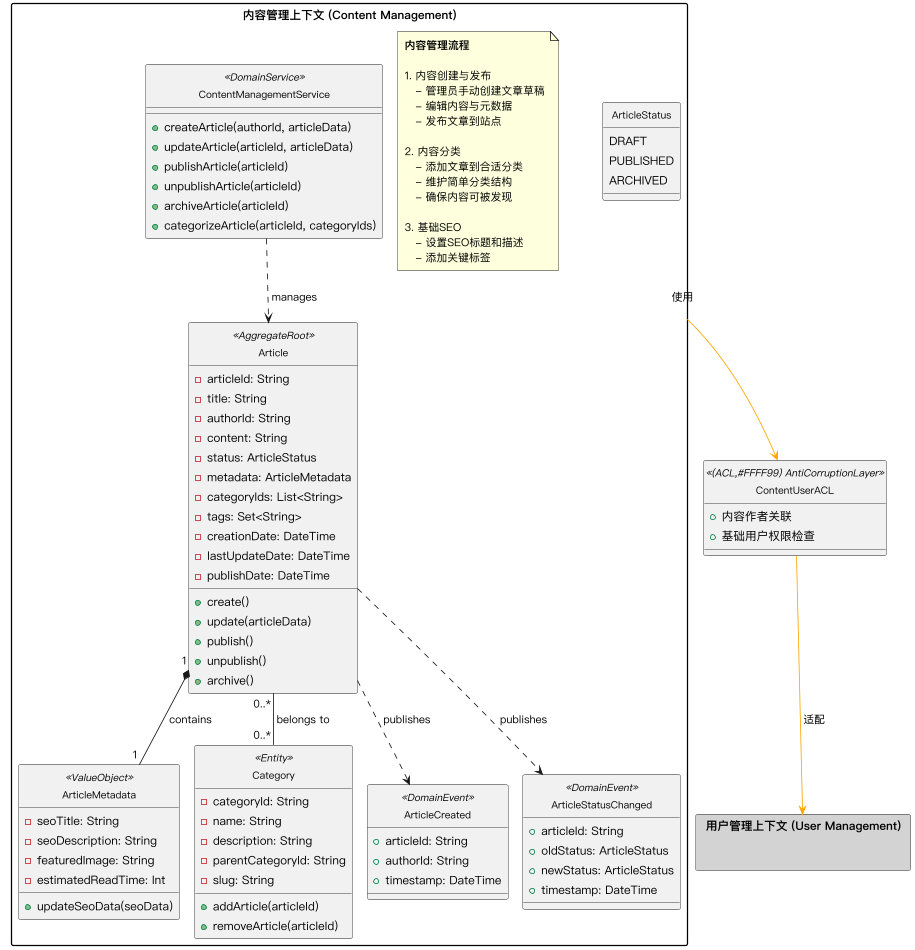 内容管理上下文 (Content Management)
«DomainService»
ContentManagementService
createArticle(authorId, articleData)
updateArticle(articleId, articleData)
publishArticle(articleId)
unpublishArticle(articleId)
archiveArticle(articleId)
categorizeArticle(articleId, categoryIds)
内容管理流程
1. 内容创建与发布
– 管理员手动创建文章草稿
– 编辑内容与元数据
– 发布文章到站点
2. 内容分类
– 添加文章到合适分类
– 维护简单分类结构
– 确保内容可被发现
3. 基础SEO
– 设置SEO标题和描述
– 添加关键标签
ArticleStatus
DRAFT
PUBLISHED
ARCHIVED
manages
使用
«AggregateRoot»
Article
articleId: String
title: String
authorId: String
content: String
status: ArticleStatus
metadata: ArticleMetadata
categoryIds: List<String>
tags: Set<String>
creationDate: DateTime
lastUpdateDate: DateTime
publishDate: DateTime
create()
update(articleData)
publish()
unpublish()
archive()
«(ACL,#FFFF99) AntiCorruptionLayer»
ContentUserACL
内容作者关联
基础用户权限检查
1
contains
1
0..*
belongs to
0..*
publishes
publishes
适配
«ValueObject»
ArticleMetadata
seoTitle: String
seoDescription: String
featuredImage: String
estimatedReadTime: Int
updateSeoData(seoData)
«Entity»
Category
categoryId: String
name: String
description: String
parentCategoryId: String
slug: String
addArticle(articleId)
removeArticle(articleId)
«DomainEvent»
ArticleCreated
articleId: String
authorId: String
timestamp: DateTime
«DomainEvent»
ArticleStatusChanged
articleId: String
oldStatus: ArticleStatus
newStatus: ArticleStatus
timestamp: DateTime
用户管理上下文 (User Management)